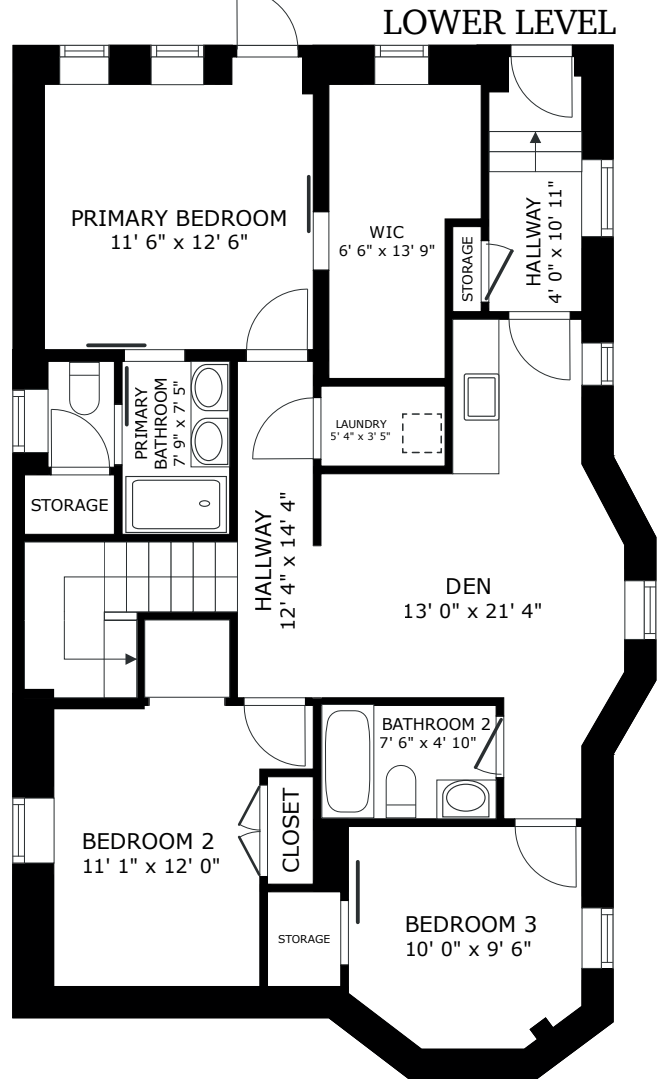 LOWER LEVEL
PRIMARY BEDROOM
11' 6" x 12' 6"
WIC
6' 6" x 13' 9"
STORAGE
HALLWAY
4' 0" x 10' 11"
PRIMARY
BATHROOM
7' 9" x 7' 5"
LAUNDRY
5' 4" x 3' 5"
STORAGE
HALLWAY
12' 4" x 14' 4"
DEN
13' 0" x 21' 4"
BATHROOM 2
7' 6" x 4' 10"
BEDROOM 2
11' 1" x 12' 0"
CLOSET
STORAGE
BEDROOM 3
10' 0" x 9' 6"